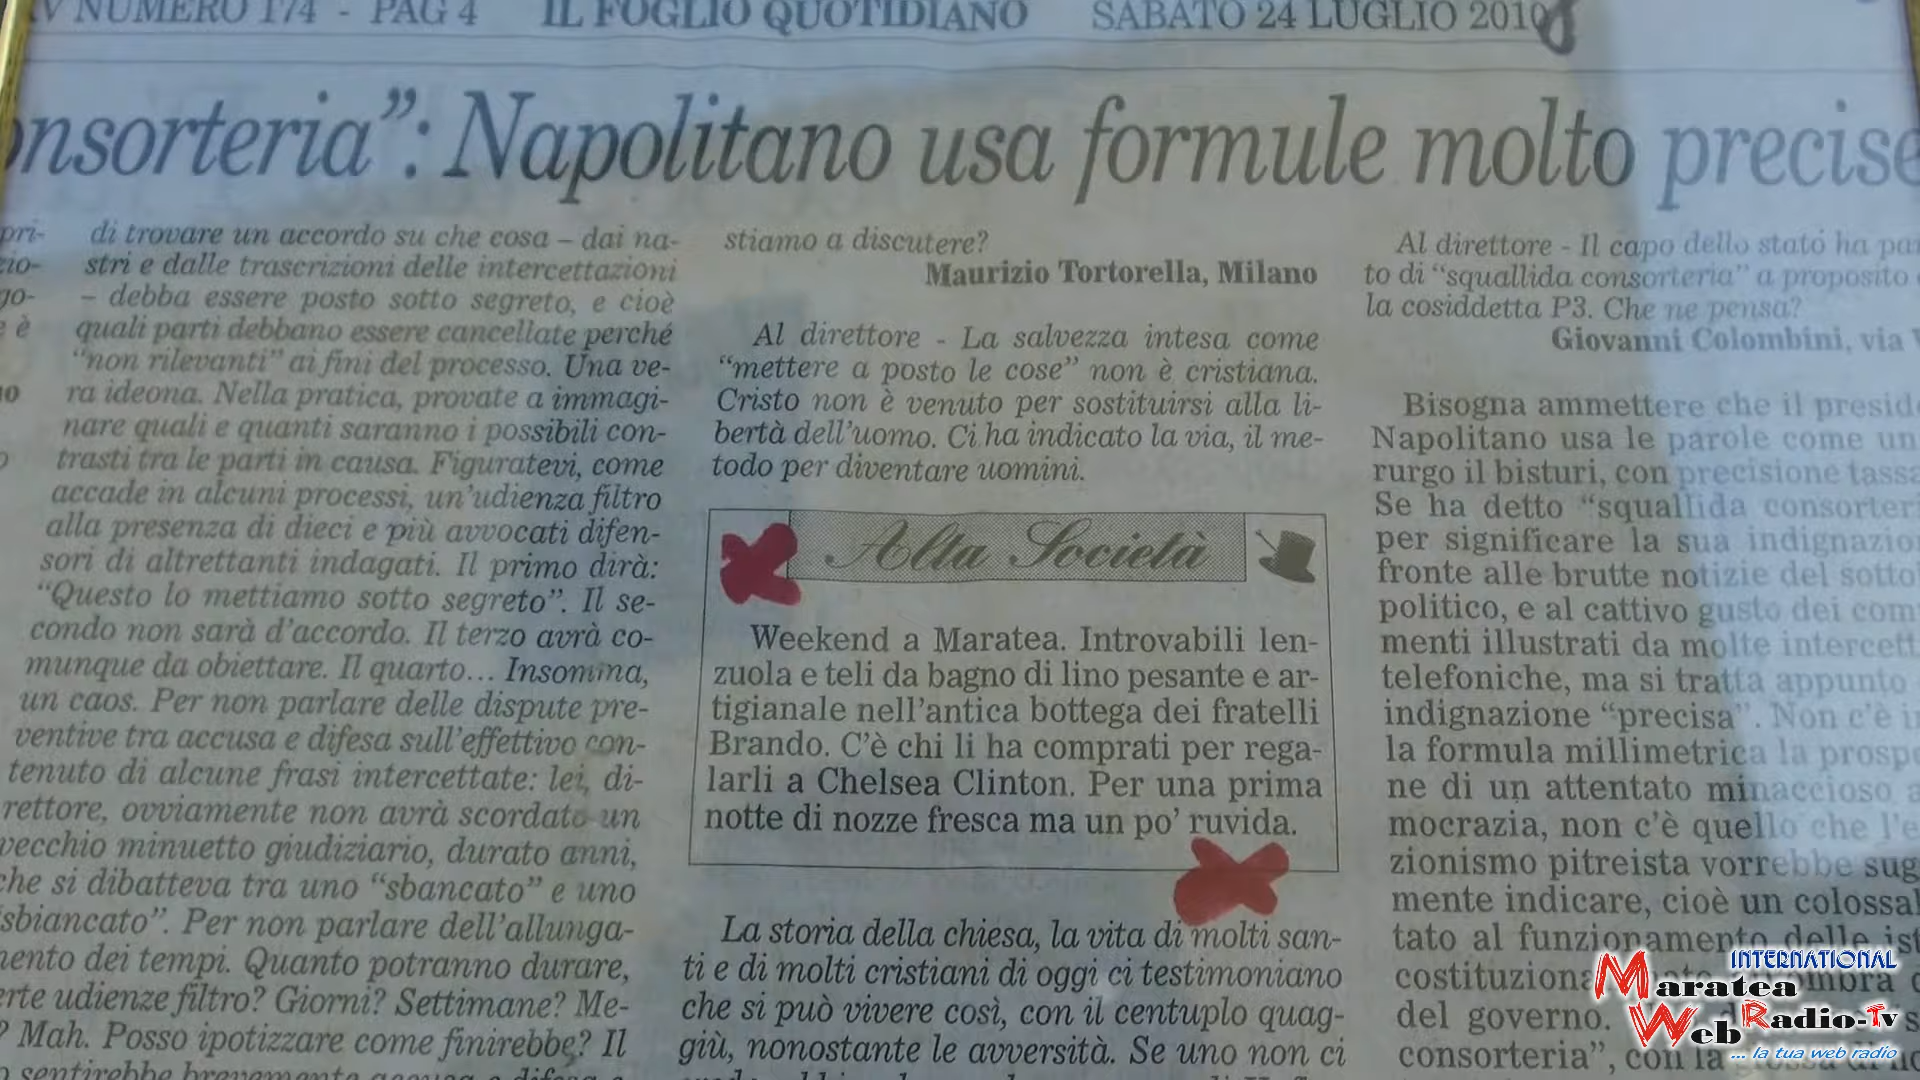 NUMERO 174 - PAG 4 IL FOGLIO QUOTIDIANO SABATO 24 LUGLIO 2010
onsorteria”: Napolitano usa formule molto precise
pri-
zio-
go-
e è
di trovare un accordo su che cosa – dai na-
stri e dalle trascrizioni delle intercettazioni
– debba essere posto sotto segreto, e cioè
quali parti debbano essere cancellate perché
“non rilevanti” ai fini del processo. Una ve-
ra ideona. Nella pratica, provate a immagi-
nare quali e quanti saranno i possibili con-
trasti tra le parti in causa. Figuratevi, come
accade in alcuni processi, un’udienza filtro
alla presenza di dieci e più avvocati difen-
sori di altrettanti indagati. Il primo dirà:
“Questo lo mettiamo sotto segreto”. Il se-
condo non sarà d’accordo. Il terzo avrà co-
munque da obiettare. Il quarto… Insomma,
un caos. Per non parlare delle dispute pre-
ventive tra accusa e difesa sull’effettivo con-
tenuto di alcune frasi intercettate: lei, di-
rettore, ovviamente non avrà scordato un
vecchio minuetto giudiziario, durato anni,
che si dibatteva tra uno “sbancato” e uno
sbiancato”. Per non parlare dell’allunga-
mento dei tempi. Quanto potranno durare,
erte udienze filtro? Giorni? Settimane? Me-
? Mah. Posso ipotizzare come finirebbe? Il
sentirebbe brevemente
stiamo a discutere?
Maurizio Tortorella, Milano
Al direttore - La salvezza intesa come
“mettere a posto le cose” non è cristiana.
Cristo non è venuto per sostituirsi alla li-
bertà dell’uomo. Ci ha indicato la via, il me-
todo per diventare uomini.
Alta Società
Weekend a Maratea. Introvabili len-
zuola e teli da bagno di lino pesante e ar-
tigianale nell’antica bottega dei fratelli
Brando. C’è chi li ha comprati per rega-
larli a Chelsea Clinton. Per una prima
notte di nozze fresca ma un po’ ruvida.
La storia della chiesa, la vita di molti san-
ti e di molti cristiani di oggi ci testimoniano
che si può vivere così, con il centuplo quag-
giù, nonostante le avversità. Se uno non ci
Al direttore - Il capo dello stato ha par
to di “squallida consorteria” a proposito
la cosiddetta P3. Che ne pensa?
Giovanni Colombini, via
Bisogna ammettere che il preside
Napolitano usa le parole come un
rurgo il bisturi, con precisione tassa
Se ha detto “squallida consorteri
per significare la sua indignazio
fronte alle brutte notizie del sotto
politico, e al cattivo gusto dei com
menti illustrati da molte intercett
telefoniche, ma si tratta appunto
indignazione “precisa”. Non c’è i
la formula millimetrica la prospe
ne di un attentato minaccioso a
mocrazia, non c’è quello che l’e
zionismo pitreista vorrebbe sug
mente indicare, cioè un colossal
tato al funzionamento delle ist
costituziona ombra
del governo.
consorteria”, con la
INTERNATIONAL
Maratea
Web Radio-Tv
... la tua web radio